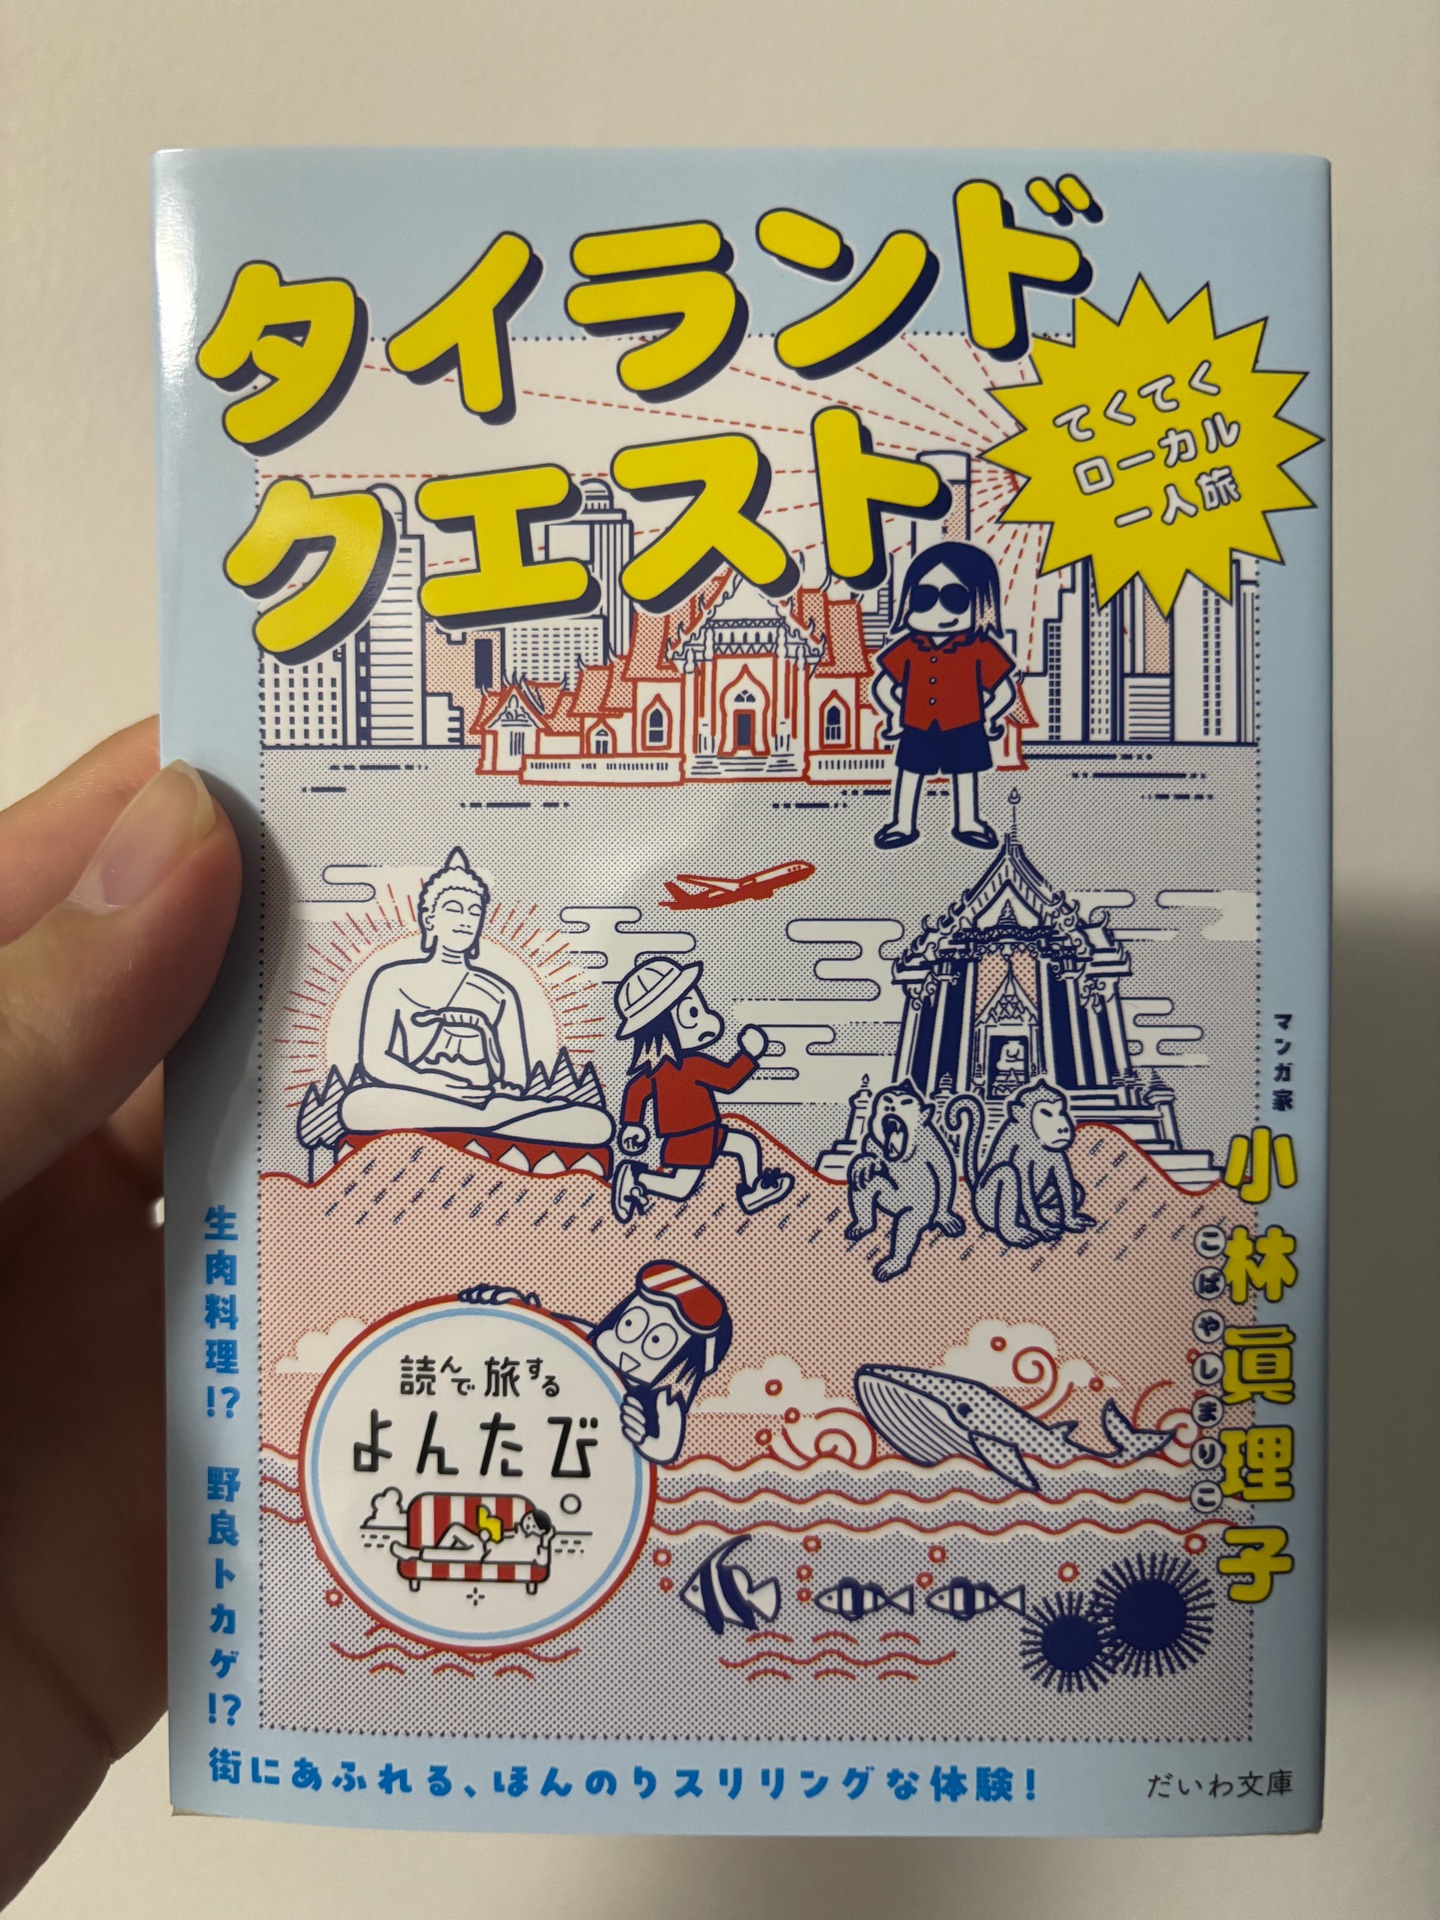 タイランド
クエスト
てくてく
ローカル
一人旅
マンガ家
小林眞理子
こばやしまりこ
読んで旅する
よんたび。
生肉料理!? 野良トカゲ!?
街にあふれる、ほんのりスリリングな体験!
だいわ文庫